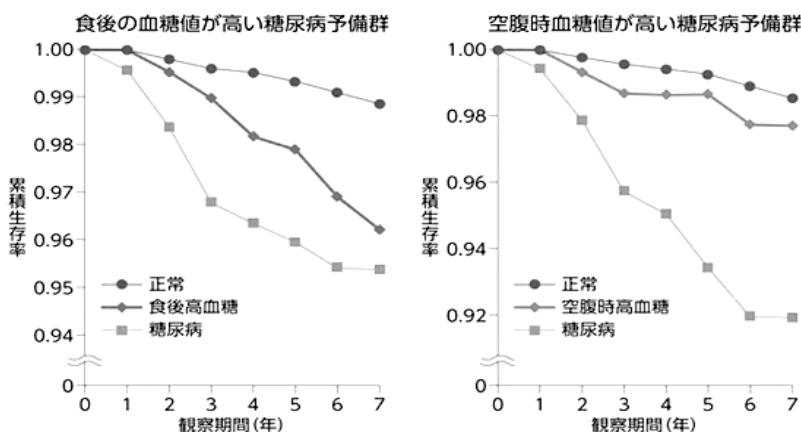 食後の血糖値が高い糖尿病予備群
1.00
0.99
0.98
0.97
0.96
0.95
0.94
0
累積生存率
正常
食後高血糖
糖尿病
0 1 2 3 4 5 6 7
観察期間(年)
空腹時血糖値が高い糖尿病予備群
1.00
0.98
0.96
0.94
0.92
0
累積生存率
正常
空腹時高血糖
糖尿病
0 1 2 3 4 5 6 7
観察期間(年)